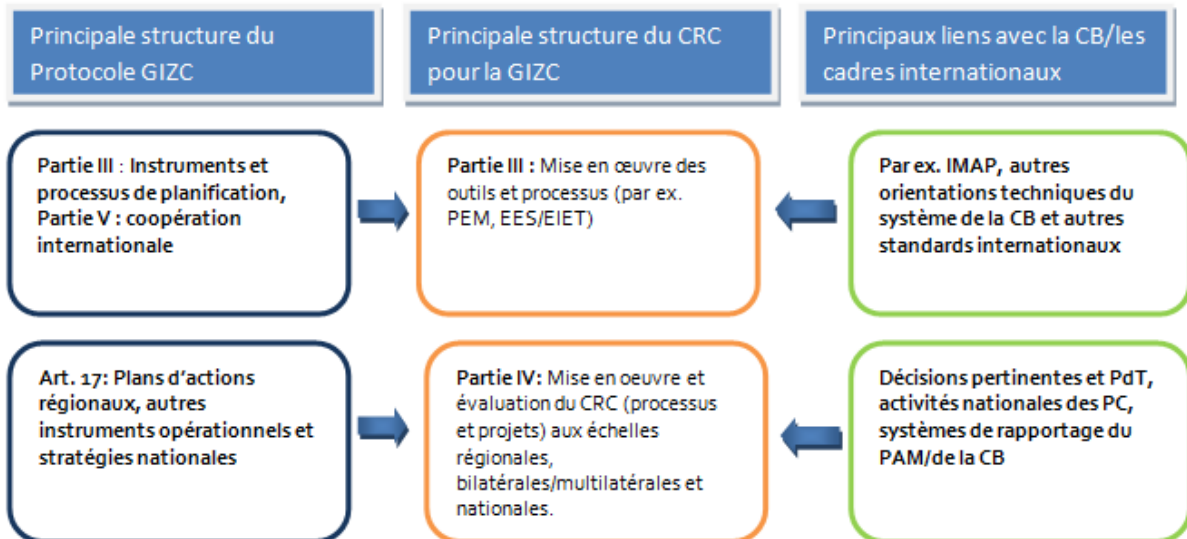 Principale structure du
Protocole GIZC
Principale structure du CRC
pour la GIZC
Principaux liens avec la CB/les
cadres internationaux
Partie III : Instruments et
processus de planification,
Partie V : coopération
internationale
Partie III : Mise en œuvre des
outils et processus (par ex.
PEM, EES/EIET)
Par ex. IMAP, autres
orientations techniques du
système de la CB et autres
standards internationaux
Art. 17: Plans d’actions
régionaux, autres
instruments opérationnels et
stratégies nationales
Partie IV: Mise en oeuvre et
évaluation du CRC (processus
et projets) aux échelles
régionales,
bilatérales/multilatérales et
nationales.
Décisions pertinentes et PdT,
activités nationales des PC,
systèmes de rapportage du
PAM/de la CB